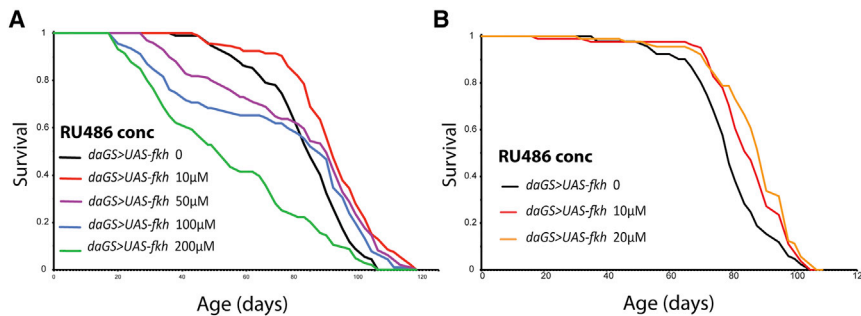 A
Survival
1
0.8
0.6
0.4
0.2
0
RU486 conc
daGS>UAS-fkh 0
daGS>UAS-fkh 10μM
daGS>UAS-fkh 50μM
daGS>UAS-fkh 100μM
daGS>UAS-fkh 200μM
0 20 40 60 80 100 120
Age (days)
B
Survival
1
0.8
0.6
0.4
0.2
0
RU486 conc
daGS>UAS-fkh 0
daGS>UAS-fkh 10μM
daGS>UAS-fkh 20μM
0 20 40 60 80 100 12
Age (days)